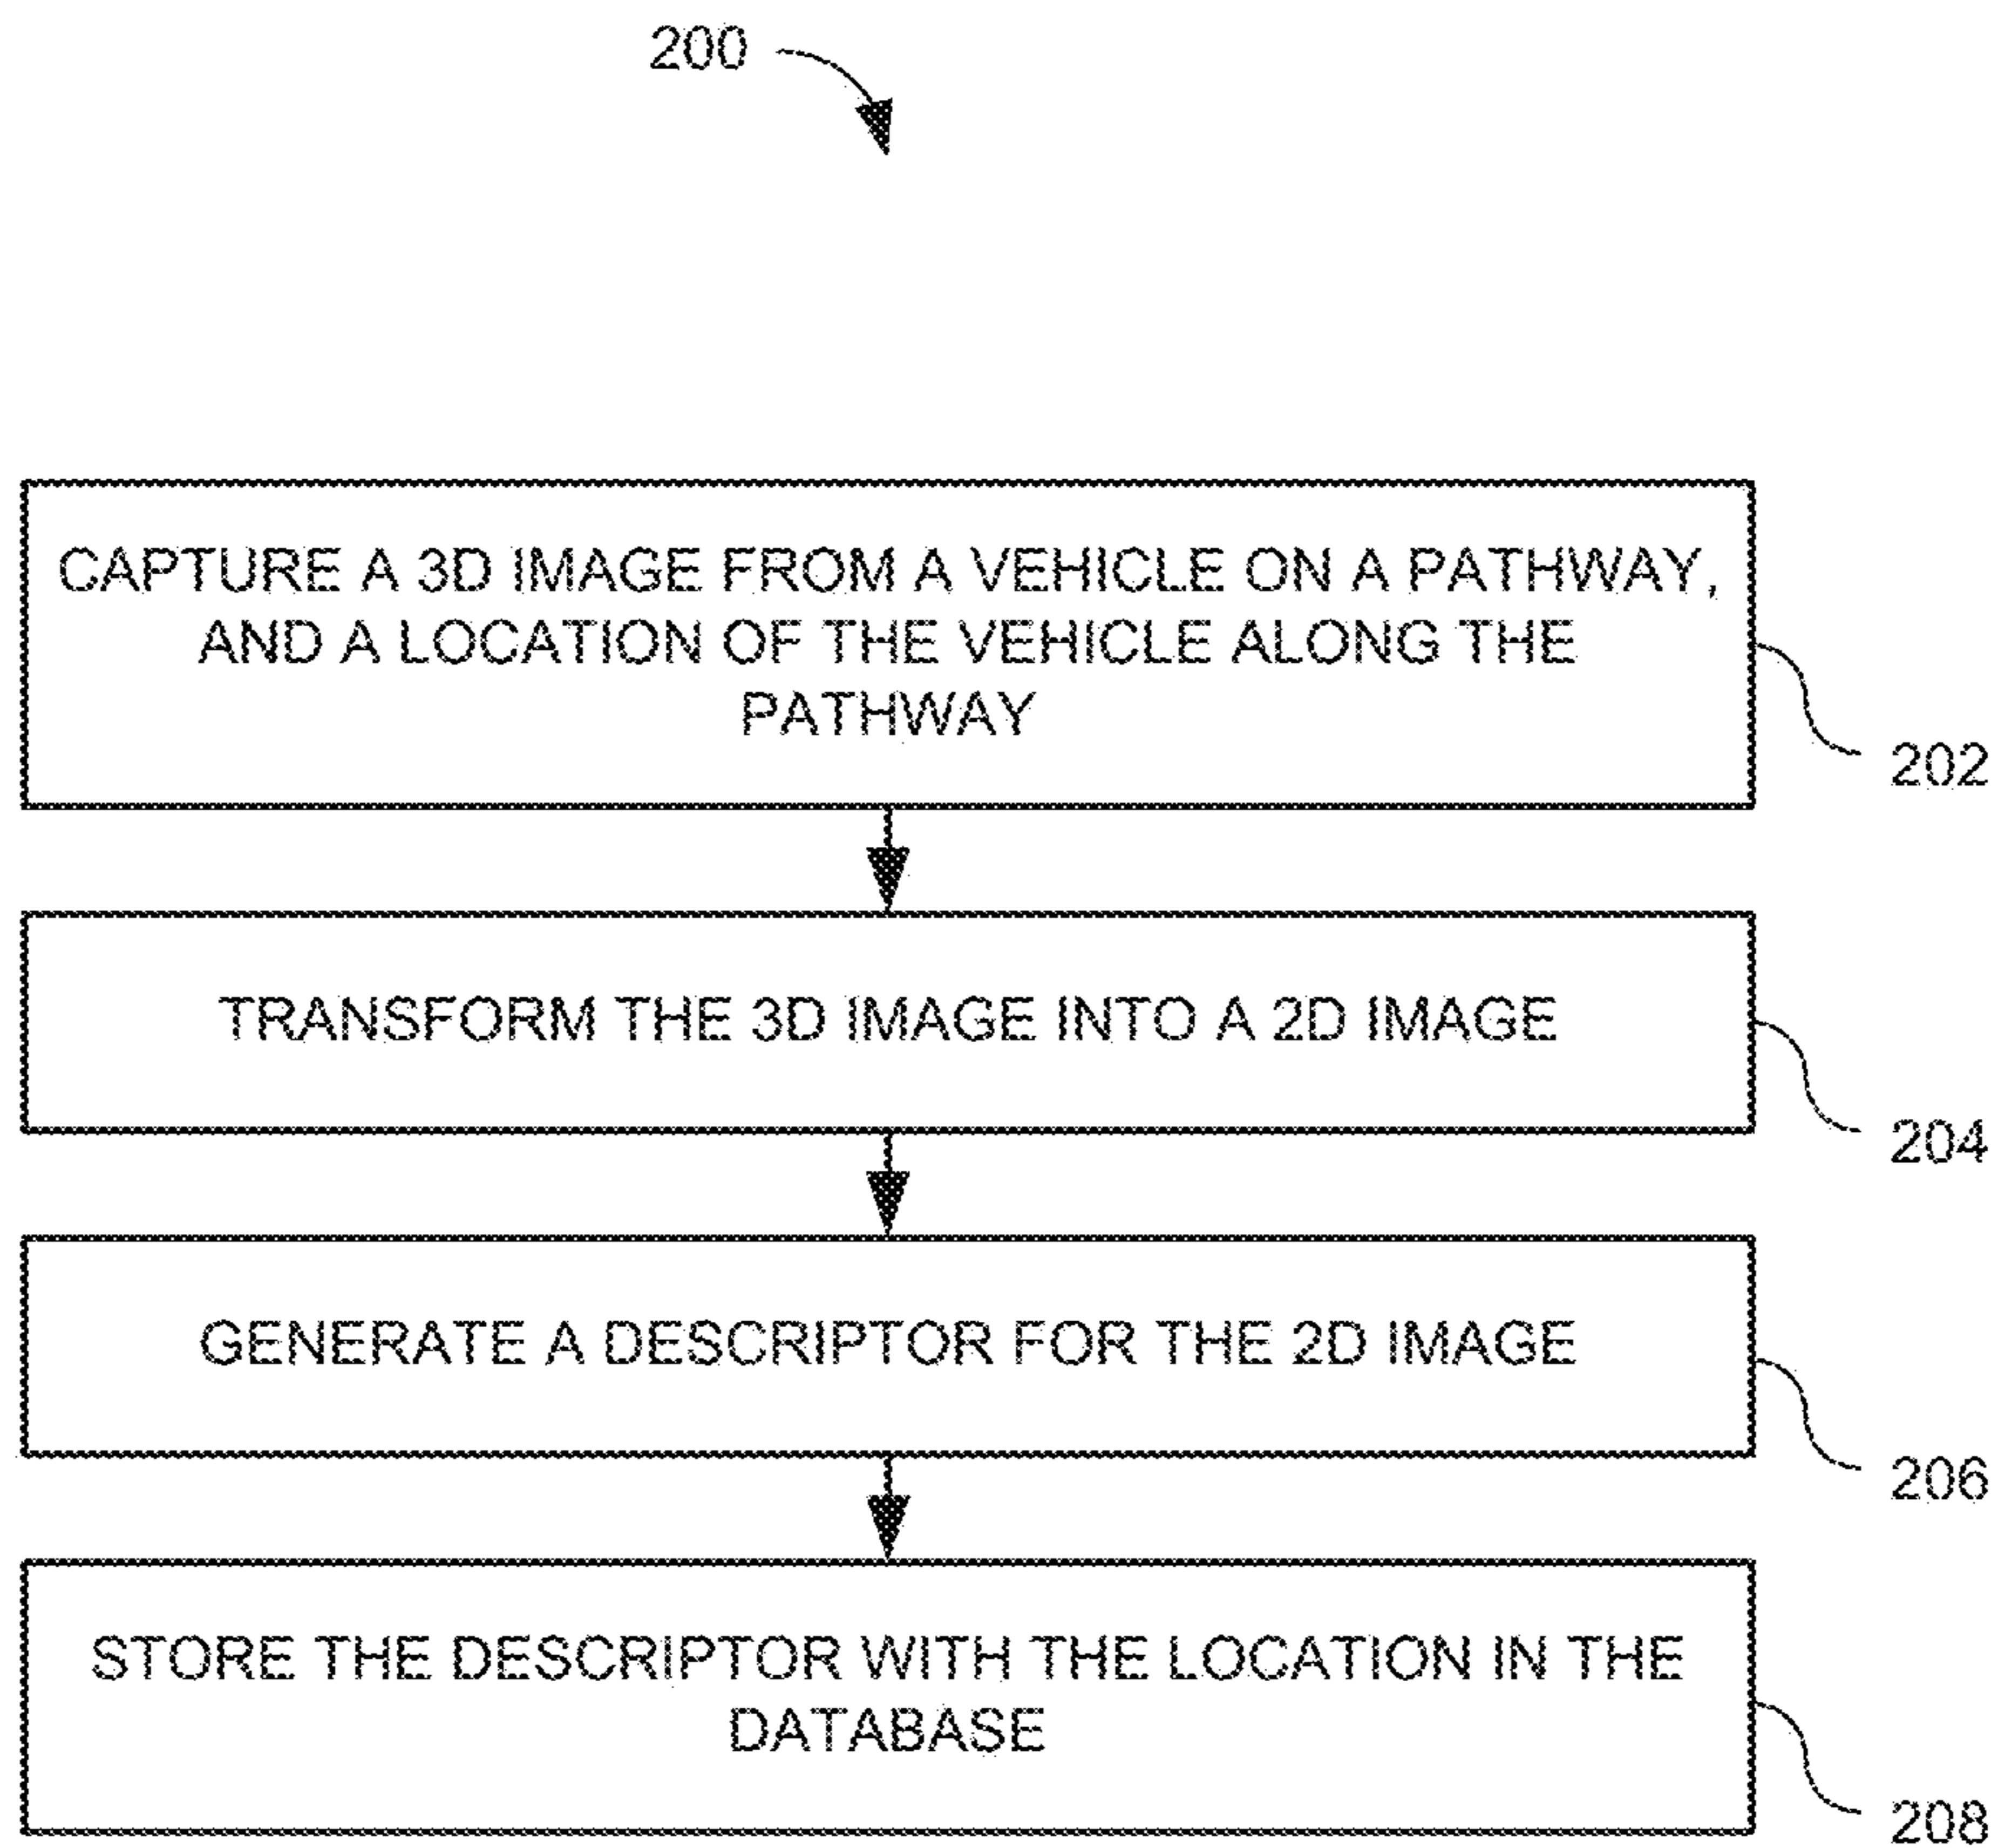 200
CAPTURE A 3D IMAGE FROM A VEHICLE ON A PATHWAY,
AND A LOCATION OF THE VEHICLE ALONG THE
PATHWAY
202
TRANSFORM THE 3D IMAGE INTO A 2D IMAGE
204
GENERATE A DESCRIPTOR FOR THE 2D IMAGE
206
STORE THE DESCRIPTOR WITH THE LOCATION IN THE
DATABASE
208